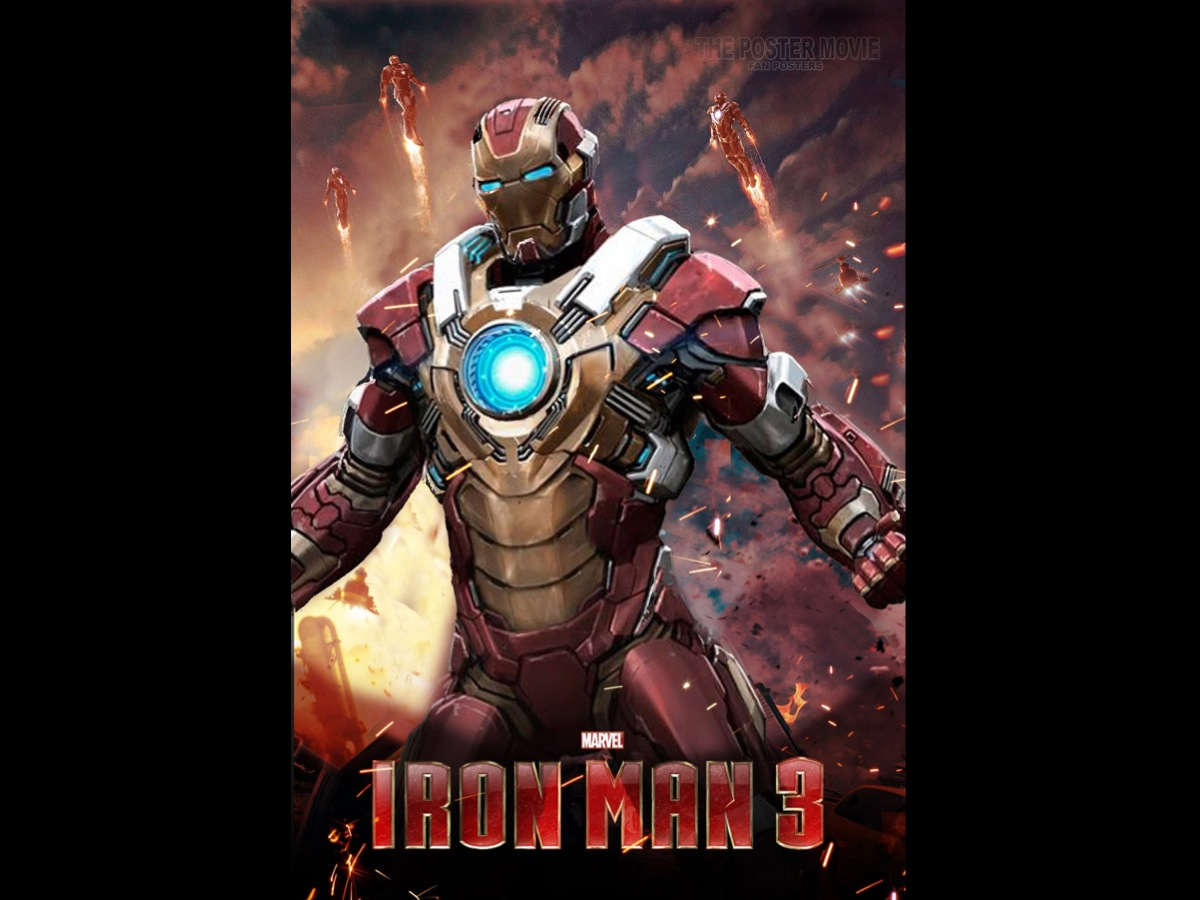 THE POSTER MOVIE
FAN POSTERS
MARVEL
IRON MAN 3